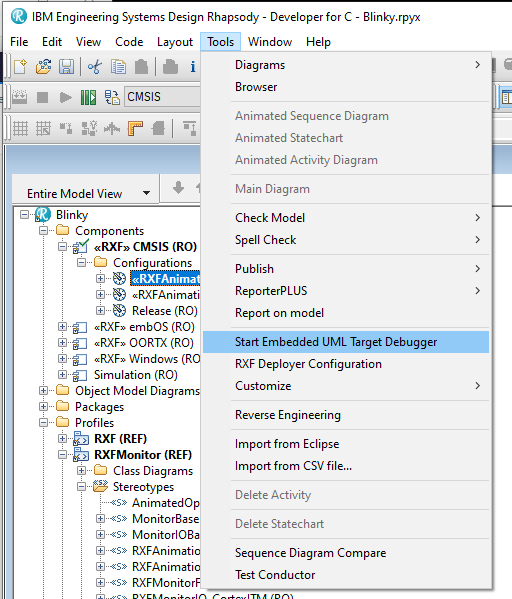 IBM Engineering Systems Design Rhapsody - Developer for C - Blinky.rpyx
File Edit View Code Layout Tools Window Help
CMSIS
Entire Model View
Blinky
Components
«RXF» CMSIS (RO)
Configurations
«RXFAnimat
«RXFAnimati
Release (RO)
«RXF» embOS (RO)
«RXF» OORTX (RO)
«RXF» Windows (RO)
Simulation (RO)
Object Model Diagrams
Packages
Profiles
RXF (REF)
RXFMonitor (REF)
Class Diagrams
Stereotypes
AnimatedOp
MonitorBase
MonitorIOBa
RXFAnimatio
RXFAnimatio
RXFMonitorF
RXFMonitorIO_CortexITM (RO)
Diagrams
Browser
Animated Sequence Diagram
Animated Statechart
Animated Activity Diagram
Main Diagram
Check Model
Spell Check
Publish
ReporterPLUS
Report on model
Start Embedded UML Target Debugger
RXF Deployer Configuration
Customize
Reverse Engineering
Import from Eclipse
Import from CSV file...
Delete Activity
Delete Statechart
Sequence Diagram Compare
Test Conductor